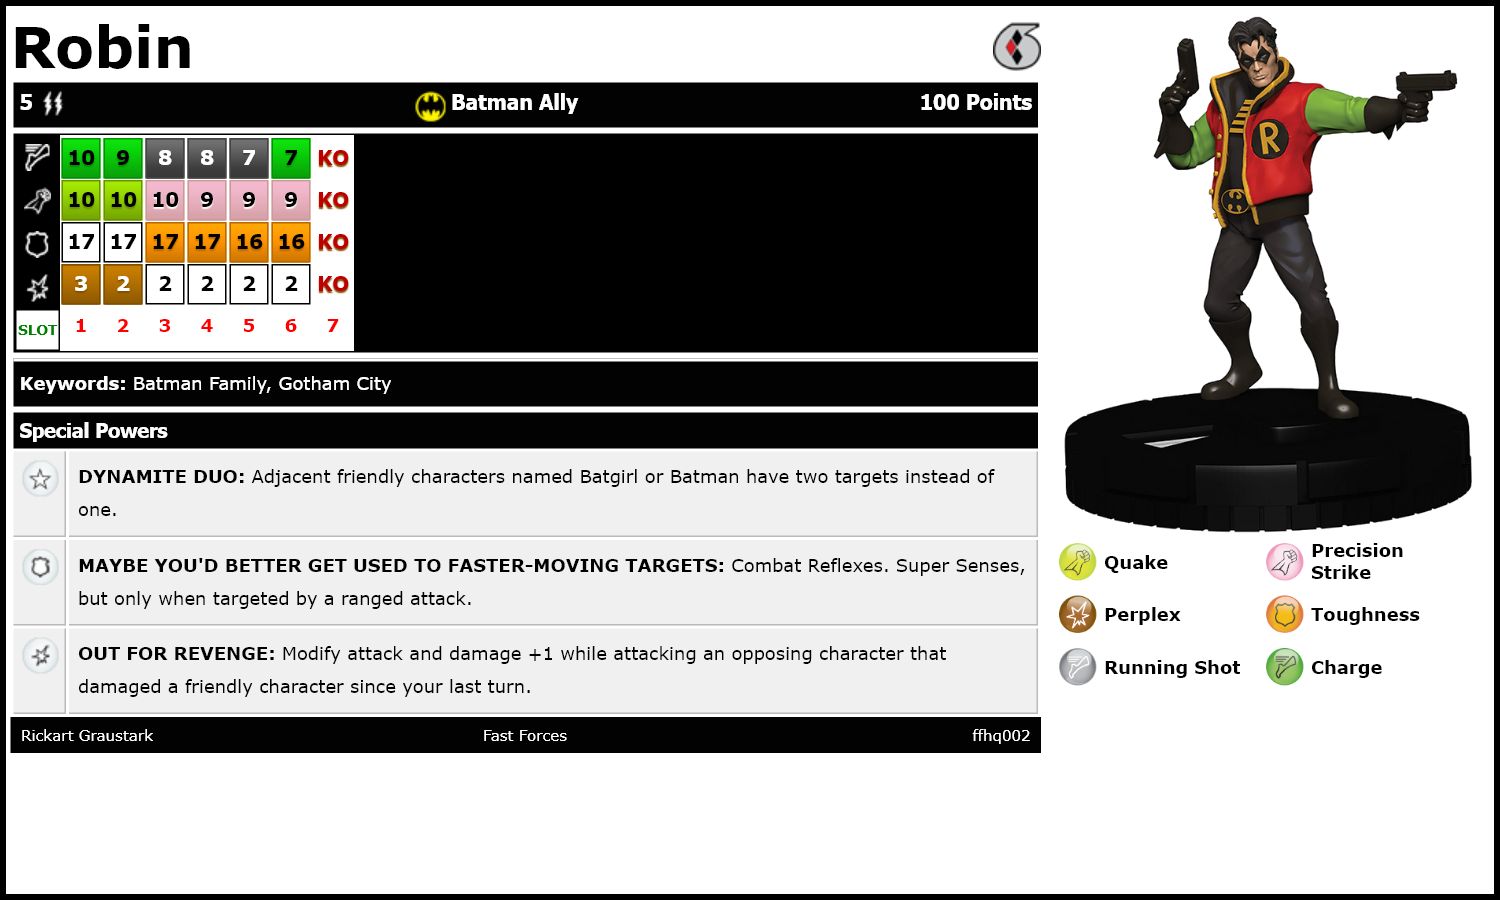 Robin
5 Batman Ally 100 Points
10 9 8 8 7 7 KO
10 10 10 9 9 9 KO
17 17 17 17 16 16 KO
3 2 2 2 2 2 KO
SLOT 1 2 3 4 5 6 7
Keywords: Batman Family, Gotham City
Special Powers
DYNAMITE DUO: Adjacent friendly characters named Batgirl or Batman have two targets instead of
one.
MAYBE YOU'D BETTER GET USED TO FASTER-MOVING TARGETS: Combat Reflexes. Super Senses,
but only when targeted by a ranged attack.
OUT FOR REVENGE: Modify attack and damage +1 while attacking an opposing character that
damaged a friendly character since your last turn.
Rickart Graustark Fast Forces ffhq002
R
Quake
Precision
Strike
Perplex
Toughness
Running Shot
Charge